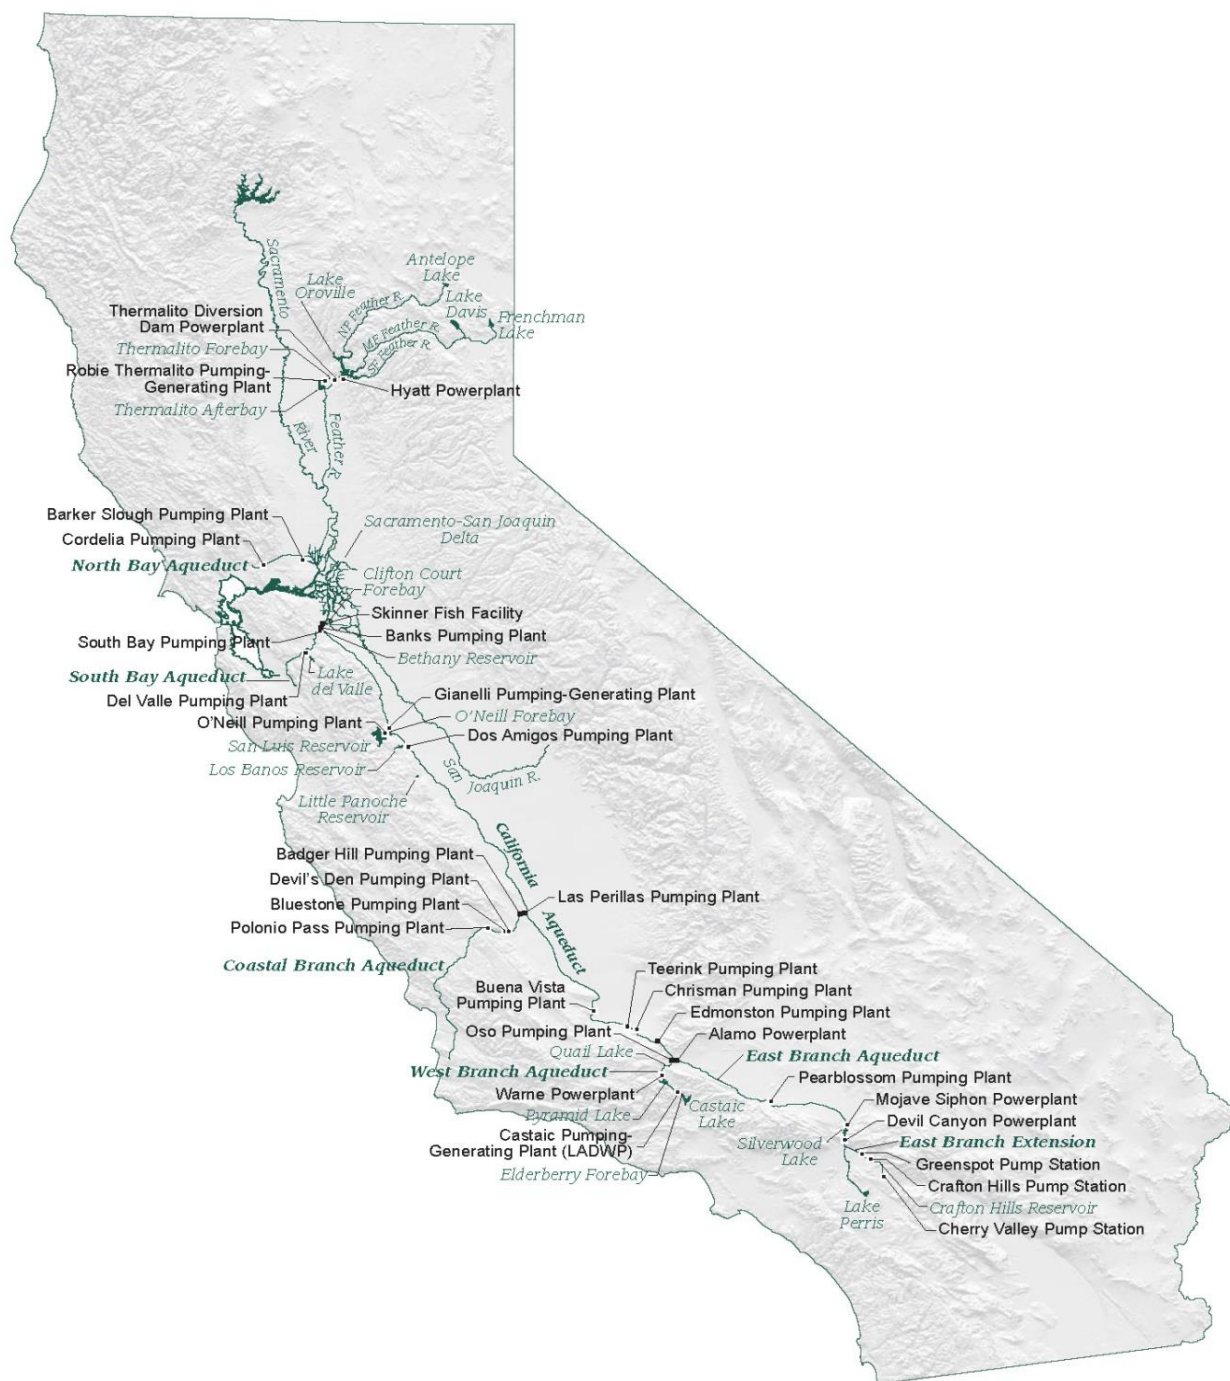 Sacramento
River
Lake
Oroville
Antelope
Lake
Lake
Davis
Frenchman
Lake
NF Feather R.
MF Feather R.
SF Feather R.
Thermalito Diversion
Dam Powerplant
Thermalito Forebay
Robie Thermalito Pumping-
Generating Plant
Thermalito Afterbay
Hyatt Powerplant
Feather R.
Barker Slough Pumping Plant
Cordelia Pumping Plant
North Bay Aqueduct
Sacramento-San Joaquin
Delta
Clifton Court
Forebay
Skinner Fish Facility
Banks Pumping Plant
Bethany Reservoir
South Bay Pumping Plant
South Bay Aqueduct
Lake
del Valle
Del Valle Pumping Plant
Gianelli Pumping-Generating Plant
O'Neill Pumping Plant
O'Neill Forebay
Dos Amigos Pumping Plant
San Luis Reservoir
Los Banos Reservoir
San
Joaquin R.
Little Panoche
Reservoir
California
Aqueduct
Badger Hill Pumping Plant
Devil's Den Pumping Plant
Bluestone Pumping Plant
Polonio Pass Pumping Plant
Las Perillas Pumping Plant
Coastal Branch Aqueduct
Buena Vista
Pumping Plant
Teerink Pumping Plant
Chrisman Pumping Plant
Edmonston Pumping Plant
Oso Pumping Plant
Alamo Powerplant
Quail Lake
East Branch Aqueduct
West Branch Aqueduct
Pearblossom Pumping Plant
Warne Powerplant
Pyramid Lake
Castaic
Lake
Mojave Siphon Powerplant
Devil Canyon Powerplant
Castaic Pumping-
Generating Plant (LADWP)
Silverwood
Lake
East Branch Extension
Elderberry Forebay
Greenspot Pump Station
Crafton Hills Pump Station
Crafton Hills Reservoir
Lake
Perris
Cherry Valley Pump Station